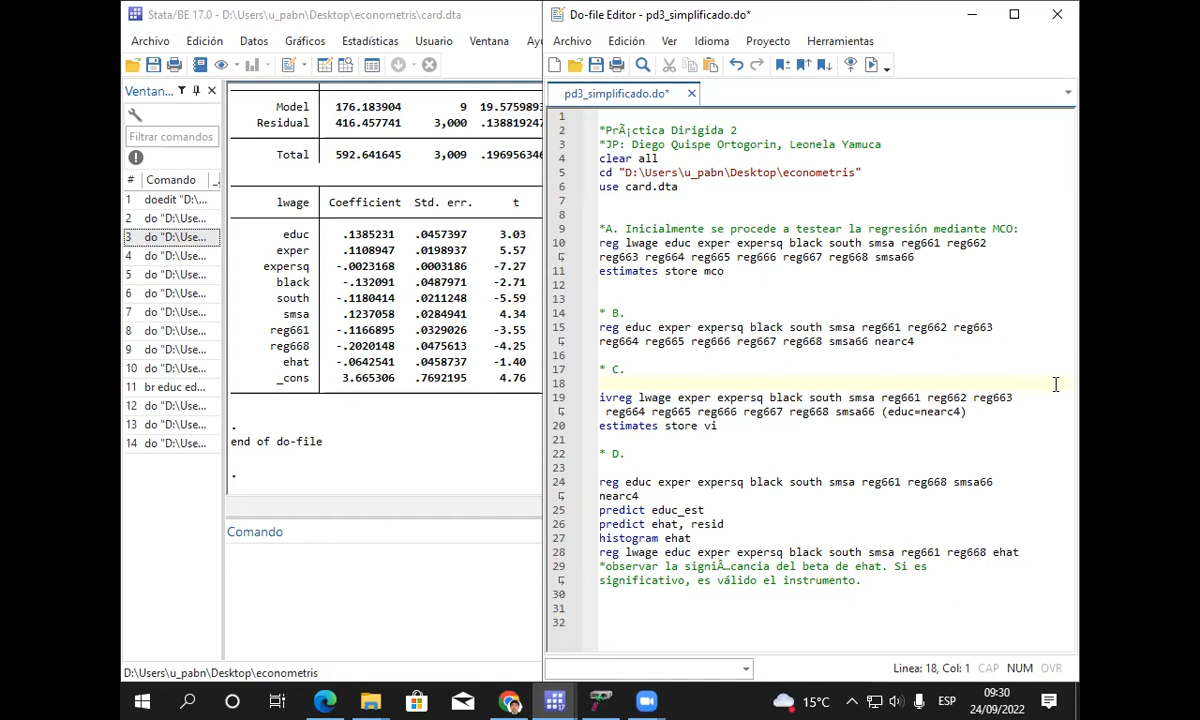 Stata/BE 17.0 - D:\Users\u_pabn\Desktop\econometris\card.dta
Archivo Edición Datos Gráficos Estadísticas Usuario Ventana Ayu
Ventan...
Filtrar comandos
# Comando
1 doedit "D:\...
2 do "D:\Use...
3 do "D:\Use...
4 do "D:\Use...
5 do "D:\Use...
6 do "D:\Use...
7 do "D:\Use...
8 do "D:\Use...
9 do "D:\Use...
10 do "D:\Use...
11 br educ ed...
12 do "D:\Use...
13 do "D:\Use...
14 do "D:\Use...
Model 176.183904 9 19.5759893
Residual 416.457741 3,000 .138819247
Total 592.641645 3,009 .196956346
lwage Coefficient Std. err. t
educ .1385231 .0457397 3.03
exper .1108947 .0198937 5.57
expersq -.0023168 .0003186 -7.27
black -.132091 .0487971 -2.71
south -.1180414 .0211248 -5.59
smsa .1237058 .0284941 4.34
reg661 -.1166895 .0329026 -3.55
reg668 -.2020148 .0475613 -4.25
ehat -.0642541 .0458737 -1.40
_cons 3.665306 .7692195 4.76
.
end of do-file
.
Comando
D:\Users\u_pabn\Desktop\econometris
Do-file Editor - pd3_simplificado.do*
Archivo Edición Ver Idioma Proyecto Herramientas
pd3_simplificado.do*
1
2 *PrÃ¡ctica Dirigida 2
3 *JP: Diego Quispe Ortogorin, Leonela Yamuca
4 clear all
5 cd "D:\Users\u_pabn\Desktop\econometris"
6 use card.dta
7
8
9 *A. Inicialmente se procede a testear la regresión mediante MCO:
10 reg lwage educ exper expersq black south smsa reg661 reg662
reg663 reg664 reg665 reg666 reg667 reg668 smsa66
11 estimates store mco
12
13
14 * B.
15 reg educ exper expersq black south smsa reg661 reg662 reg663
reg664 reg665 reg666 reg667 reg668 smsa66 nearc4
16
17 * C.
18
19 ivreg lwage exper expersq black south smsa reg661 reg662 reg663
reg664 reg665 reg666 reg667 reg668 smsa66 (educ=nearc4)
20 estimates store vi
21
22 * D.
23
24 reg educ exper expersq black south smsa reg661 reg668 smsa66
nearc4
25 predict educ_est
26 predict ehat, resid
27 histogram ehat
28 reg lwage educ exper expersq black south smsa reg661 reg668 ehat
29 *observar la signiÂ…cancia del beta de ehat. Si es
significativo, es válido el instrumento.
30
31
32
Línea: 18, Col: 1 CAP NUM OVR
15°C
ESP
09:30
24/09/2022